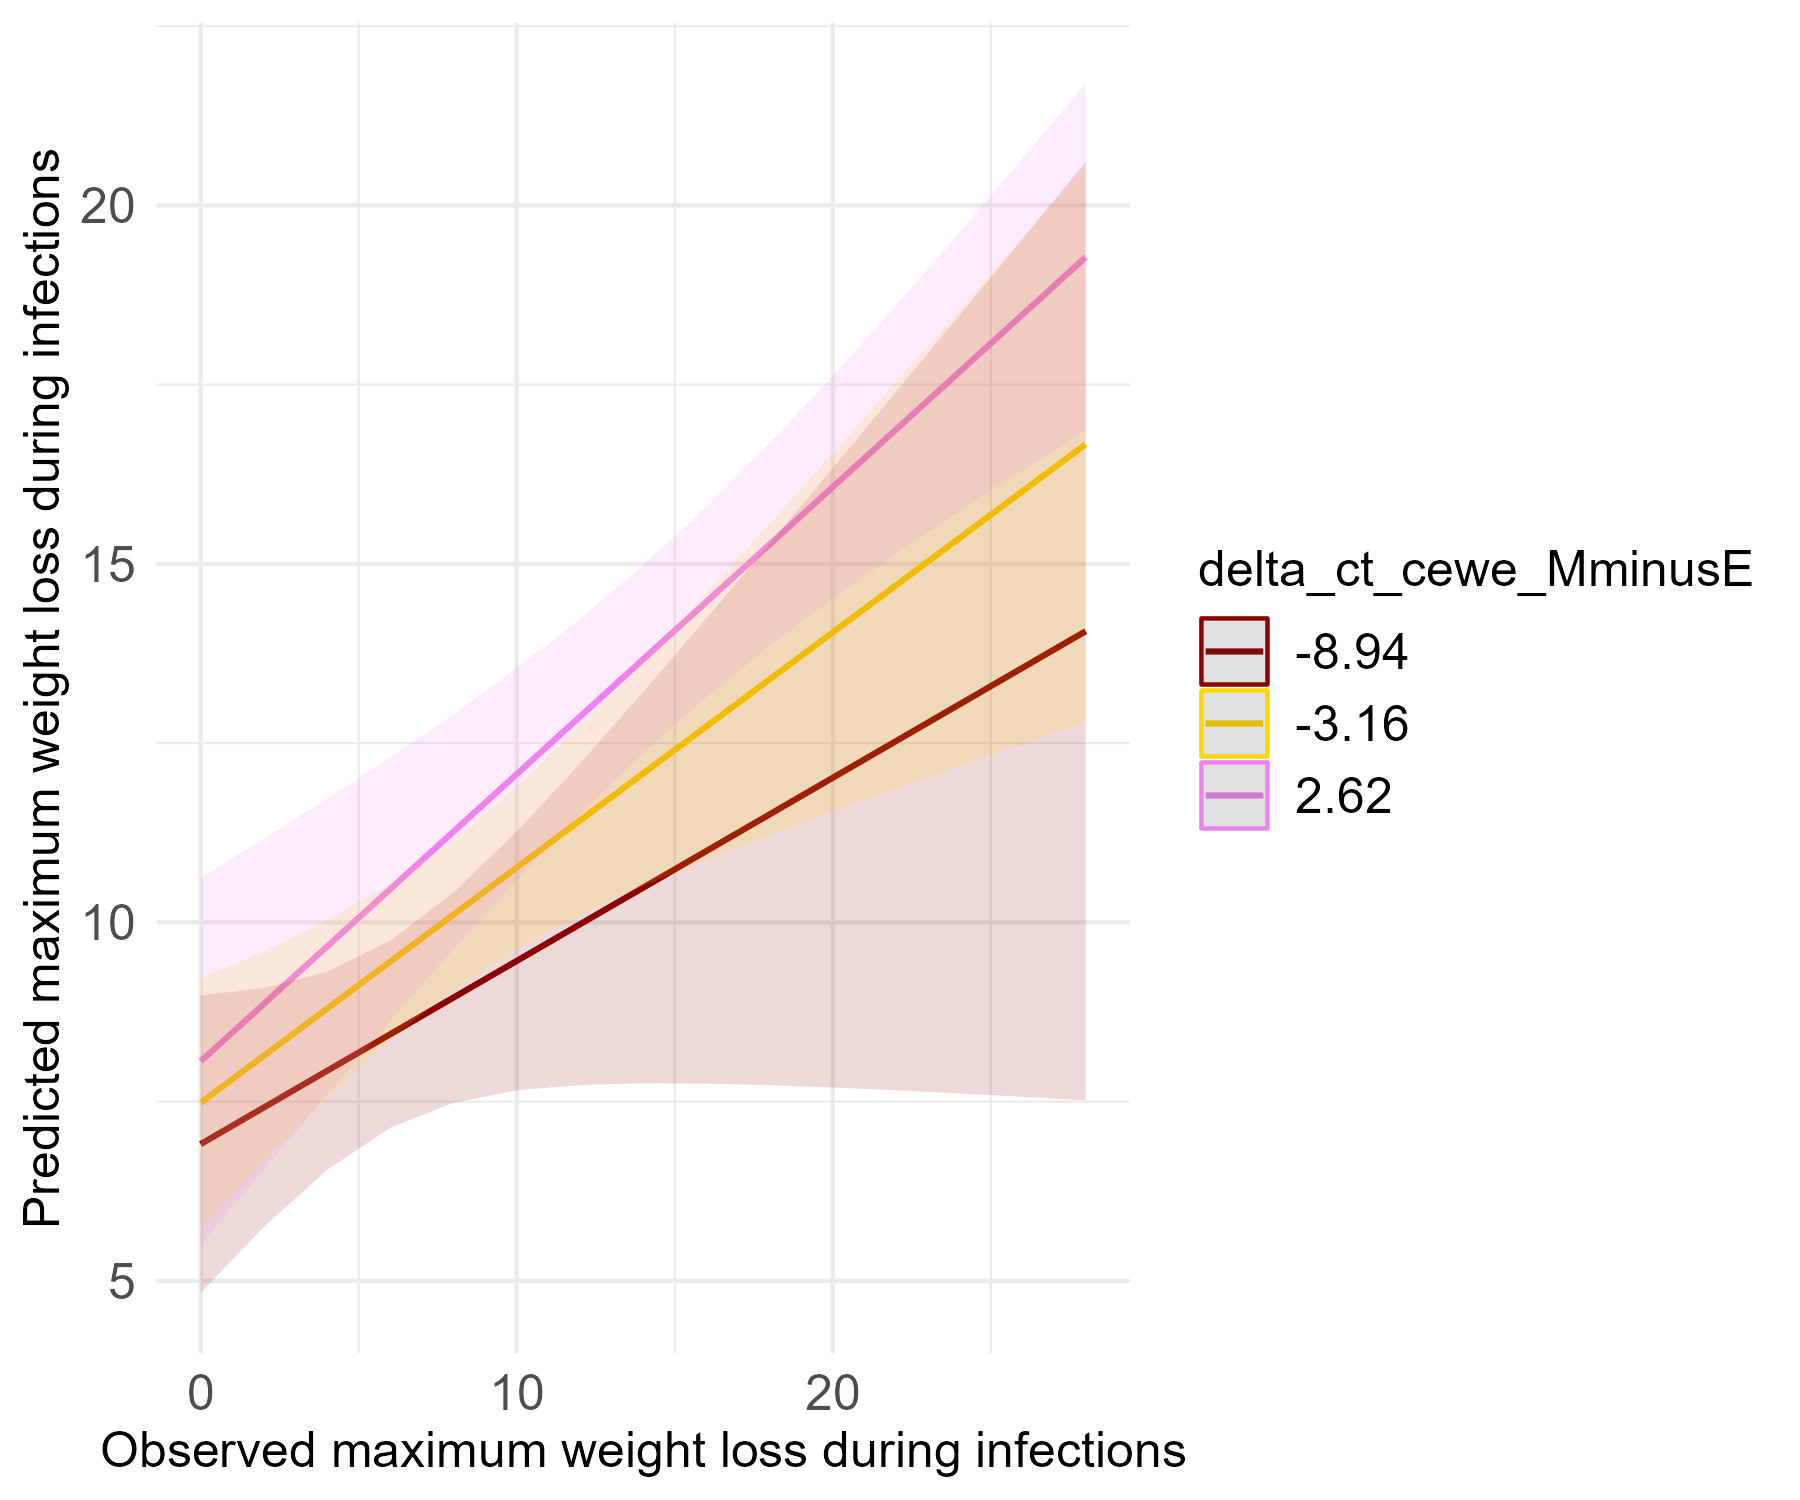 Predicted maximum weight loss during infections
20
15
10
5
0 10 20
Observed maximum weight loss during infections
delta_ct_cewe_MminusE
-8.94
-3.16
2.62